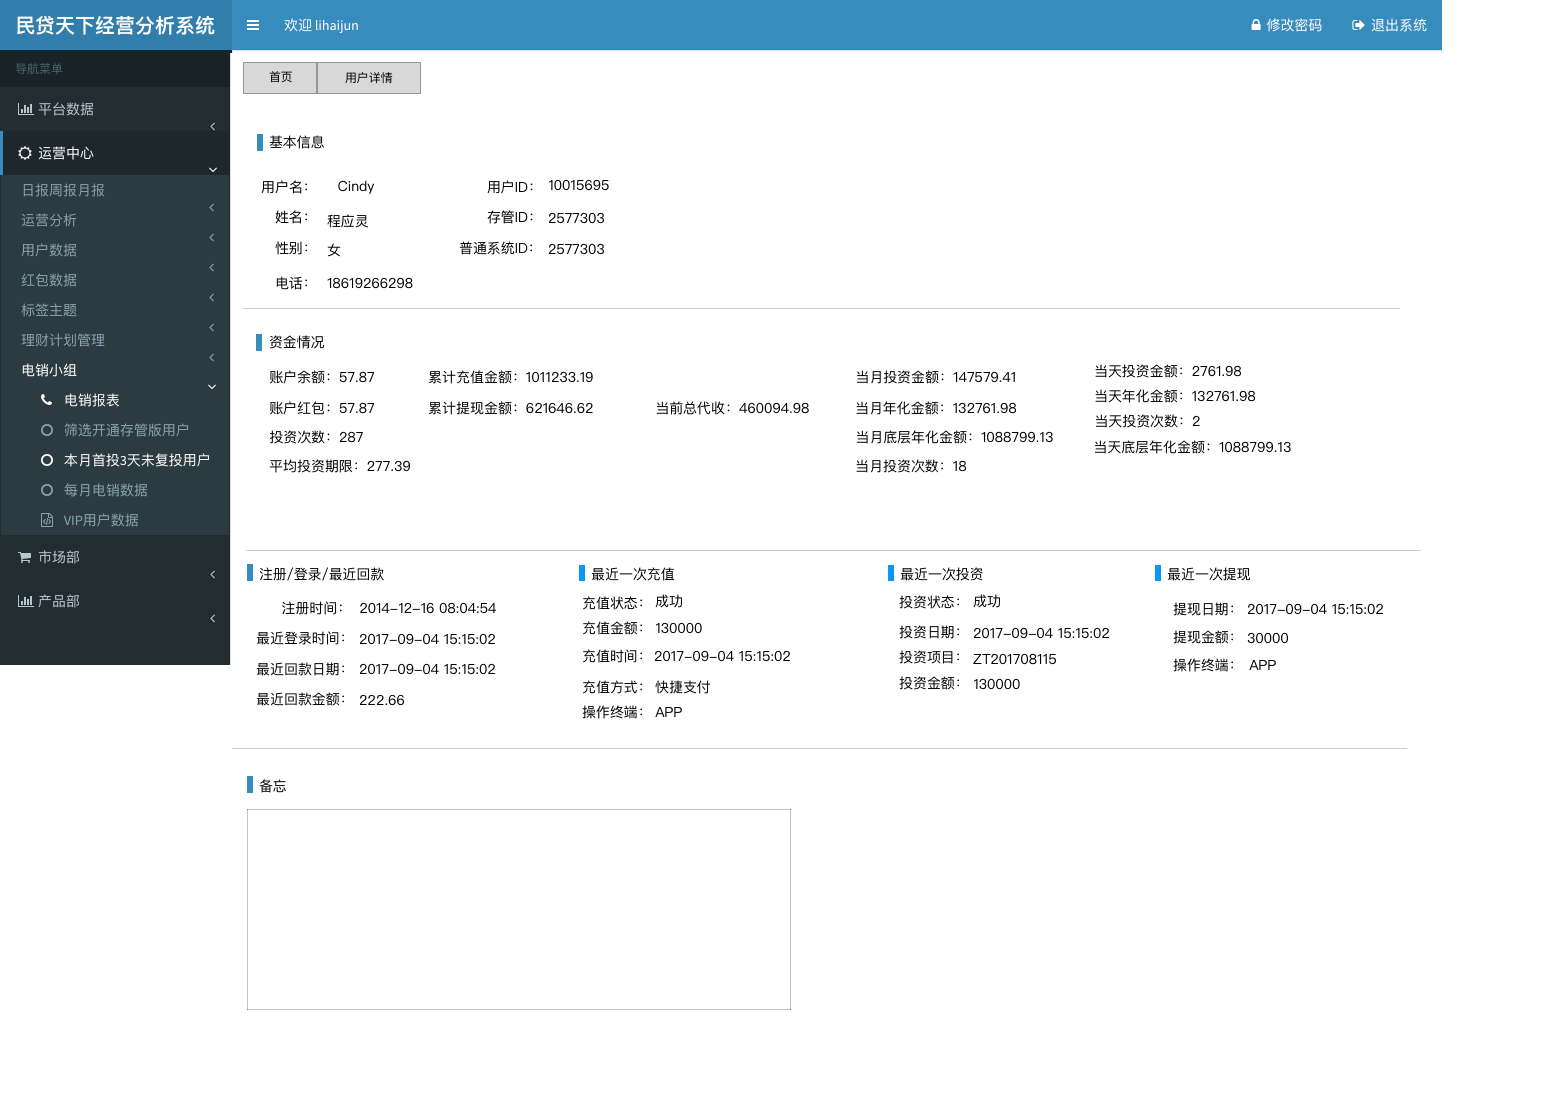 民贷天下经营分析系统
欢迎 lihaijun
修改密码
退出系统
导航菜单
平台数据
运营中心
日报周报月报
运营分析
用户数据
红包数据
标签主题
理财计划管理
电销小组
电销报表
筛选开通存管版用户
本月首投3天未复投用户
每月电销数据
VIP用户数据
市场部
产品部
首页
用户详情
基本信息
用户名： Cindy
用户ID： 10015695
姓名： 程应灵
存管ID： 2577303
性别： 女
普通系统ID： 2577303
电话： 18619266298
资金情况
账户余额：57.87
累计充值金额：1011233.19
当月投资金额：147579.41
当天投资金额：2761.98
账户红包：57.87
累计提现金额：621646.62
当前总代收：460094.98
当月年化金额：132761.98
当天年化金额：132761.98
投资次数：287
当月底层年化金额：1088799.13
当天投资次数：2
平均投资期限：277.39
当月投资次数：18
当天底层年化金额：1088799.13
注册/登录/最近回款
注册时间： 2014-12-16 08:04:54
最近登录时间： 2017-09-04 15:15:02
最近回款日期： 2017-09-04 15:15:02
最近回款金额： 222.66
最近一次充值
充值状态： 成功
充值金额： 130000
充值时间： 2017-09-04 15:15:02
充值方式： 快捷支付
操作终端： APP
最近一次投资
投资状态： 成功
投资日期： 2017-09-04 15:15:02
投资项目： ZT201708115
投资金额： 130000
最近一次提现
提现日期： 2017-09-04 15:15:02
提现金额： 30000
操作终端： APP
备忘